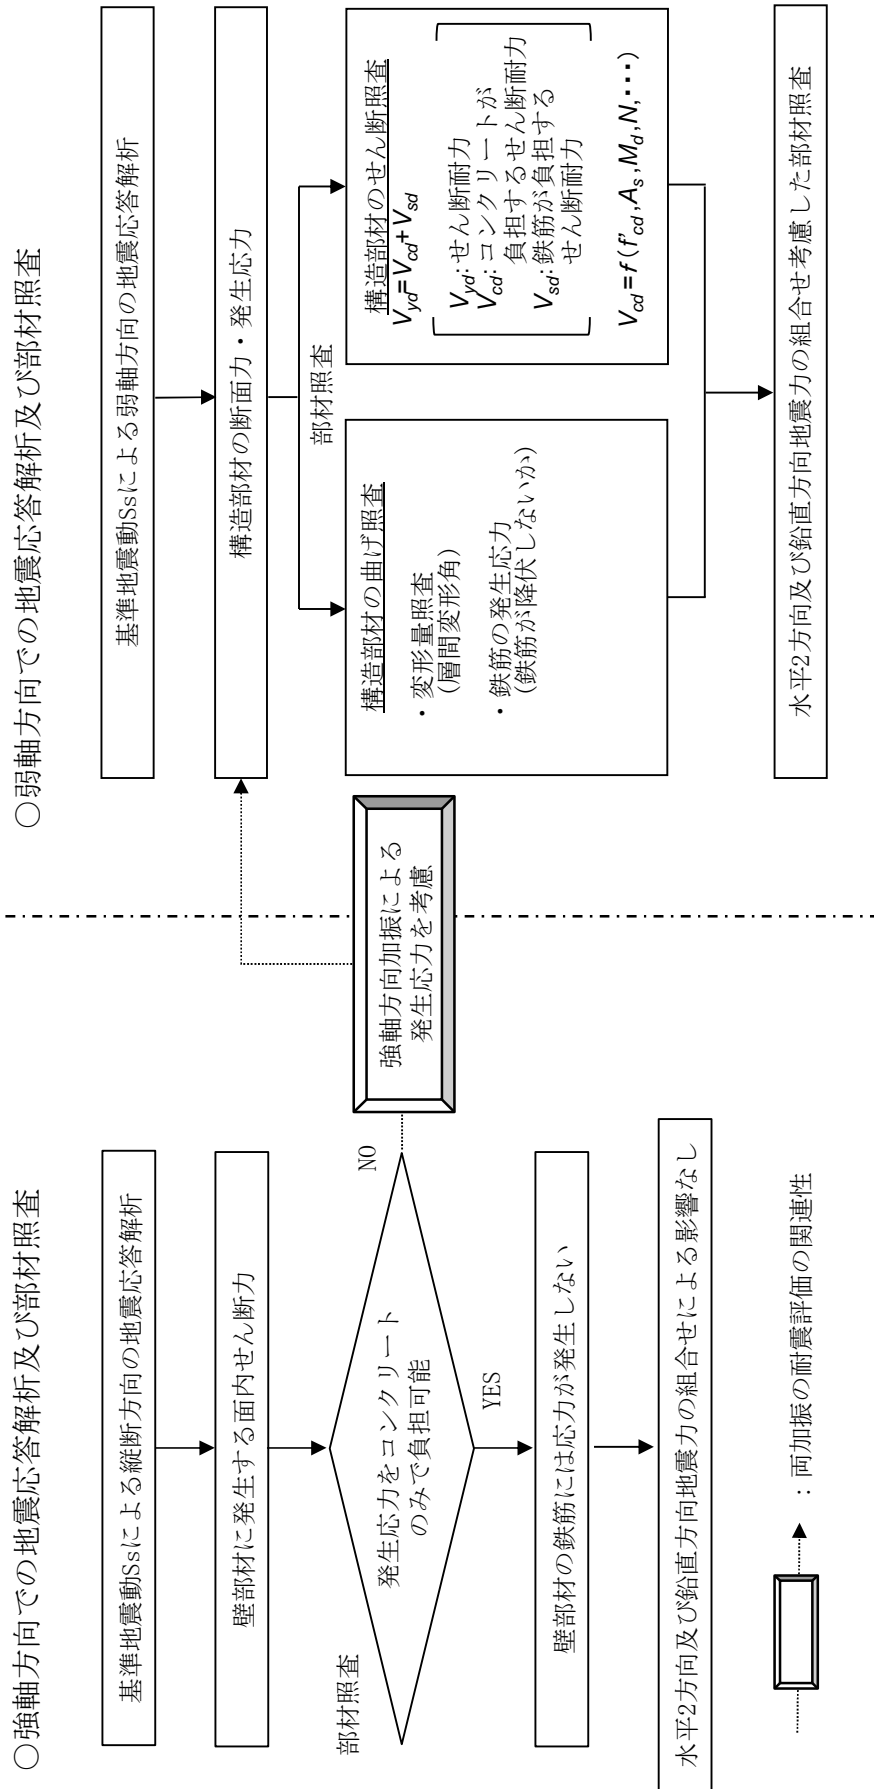 ○強軸方向での地震応答解析及び部材照査
基準地震動Ssによる縦断方向の地震応答解析
壁部材に発生する面内せん断力
部材照査
発生応力をコンクリート
のみで負担可能
NO
YES
壁部材の鉄筋には応力が発生しない
水平2方向及び鉛直方向地震力の組合せによる影響なし
：両加振の耐震評価の関連性
強軸方向加振による
発生応力を考慮
○弱軸方向での地震応答解析及び部材照査
基準地震動Ssによる弱軸方向の地震応答解析
構造部材の断面力・発生応力
部材照査
構造部材の曲げ照査
・変形量照査
(層間変形角)
・鉄筋の発生応力
(鉄筋が降伏しないか)
構造部材のせん断照査
Vyd=Vcd+Vsd
Vyd:せん断耐力
Vcd:コンクリートが
負担するせん断耐力
Vsd:鉄筋が負担する
せん断耐力
Vcd=f(f'cd,As,Md,N,･･･)
水平2方向及び鉛直方向地震力の組合せ考慮した部材照査